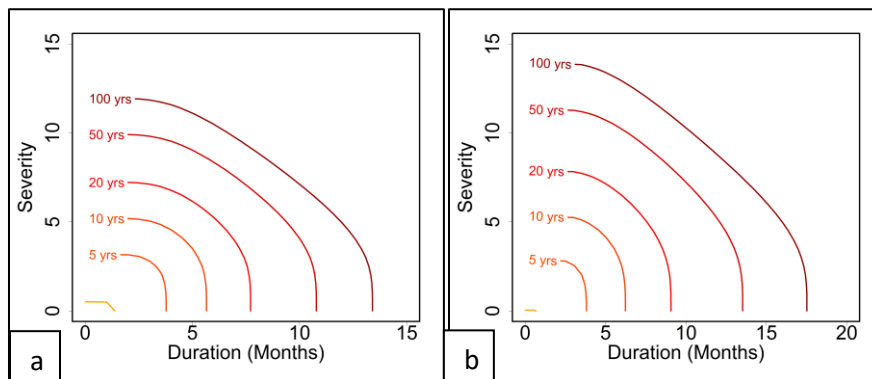 15
10
5
0
Severity
100 yrs
50 yrs
20 yrs
10 yrs
5 yrs
0 5 10 15
Duration (Months)
a
15
10
5
0
Severity
100 yrs
50 yrs
20 yrs
10 yrs
5 yrs
0 5 10 15 20
Duration (Months)
b